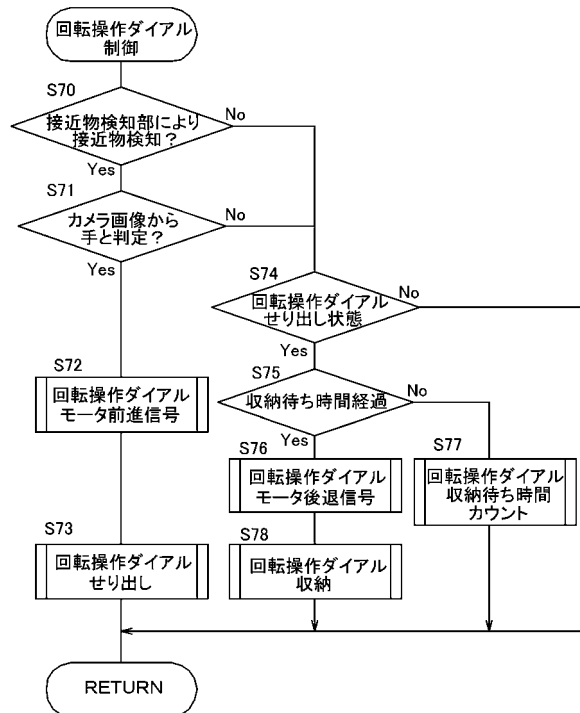 回転操作ダイアル
制御
S70
接近物検知部により
接近物検知？
No
Yes
S71
カメラ画像から
手と判定？
No
Yes
S74
回転操作ダイアル
せり出し状態
No
Yes
S72
回転操作ダイアル
モータ前進信号
S75
収納待ち時間経過
No
Yes
S76
回転操作ダイアル
モータ後退信号
S77
回転操作ダイアル
収納待ち時間
カウント
S73
回転操作ダイアル
せり出し
S78
回転操作ダイアル
収納
RETURN